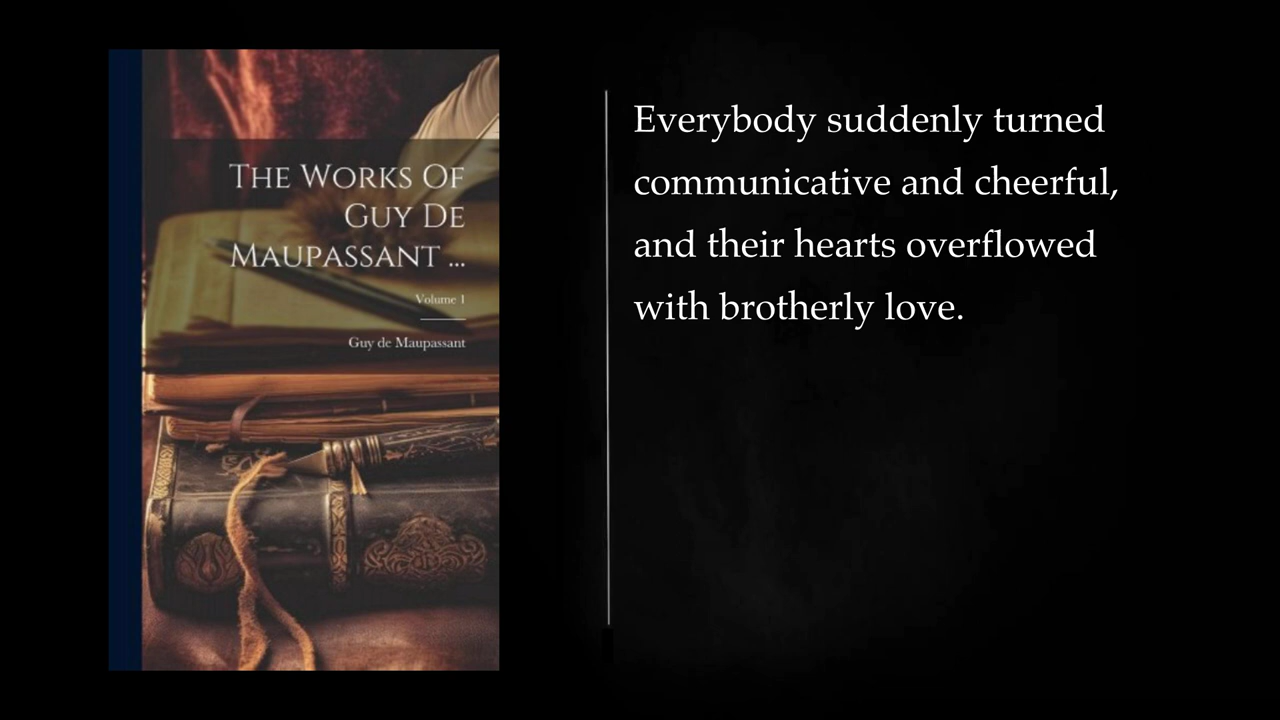 The Works Of
Guy De
Maupassant ...
Volume 1
Guy de Maupassant
Everybody suddenly turned
communicative and cheerful,
and their hearts overflowed
with brotherly love.